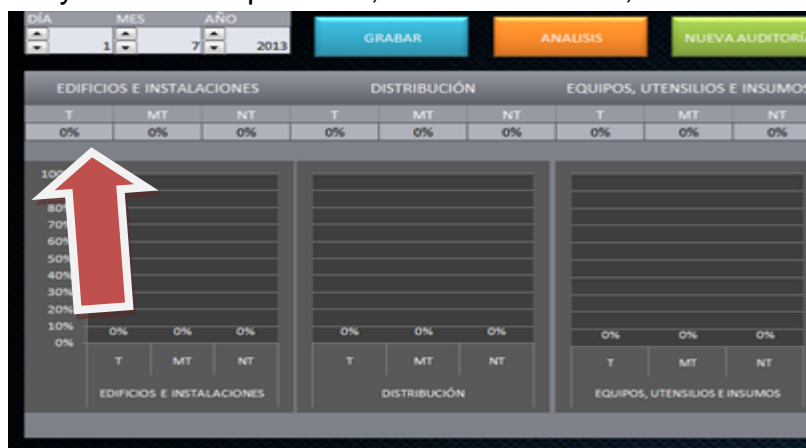 DÍA MES AÑO
1 7 2013
GRABAR ANALISIS NUEVA AUDITORÍA
EDIFICIOS E INSTALACIONES DISTRIBUCIÓN EQUIPOS, UTENSILIOS E INSUMOS
T MT NT T MT NT T MT NT
0% 0% 0% 0% 0% 0% 0% 0% 0%
80%
70%
60%
50%
40%
30%
20%
10%
0%
0% 0% 0% 0% 0% 0% 0% 0% 0%
T MT NT T MT NT T MT NT
EDIFICIOS E INSTALACIONES DISTRIBUCIÓN EQUIPOS, UTENSILIOS E INSUMOS